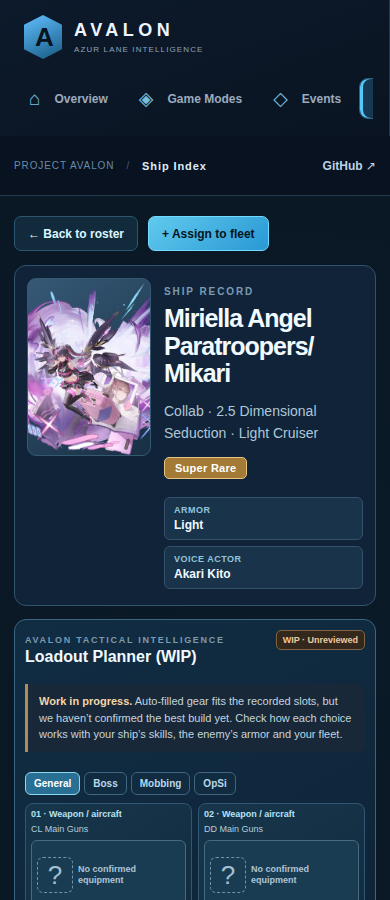 A
AVALON
AZUR LANE INTELLIGENCE
⌂ Overview ◈ Game Modes ◇ Events
PROJECT AVALON / Ship Index GitHub ↗
← Back to roster + Assign to fleet
SHIP RECORD
Miriella Angel
Paratroopers/
Mikari
Collab · 2.5 Dimensional
Seduction · Light Cruiser
Super Rare
ARMOR
Light
VOICE ACTOR
Akari Kito
AVALON TACTICAL INTELLIGENCE
WIP · Unreviewed
Loadout Planner (WIP)
Work in progress. Auto-filled gear fits the recorded slots, but
we haven’t confirmed the best build yet. Check how each choice
works with your ship’s skills, the enemy’s armor and your fleet.
General Boss Mobbing OpSi
01 · Weapon / aircraft
CL Main Guns
? No confirmed
equipment
02 · Weapon / aircraft
DD Main Guns
? No confirmed
equipment